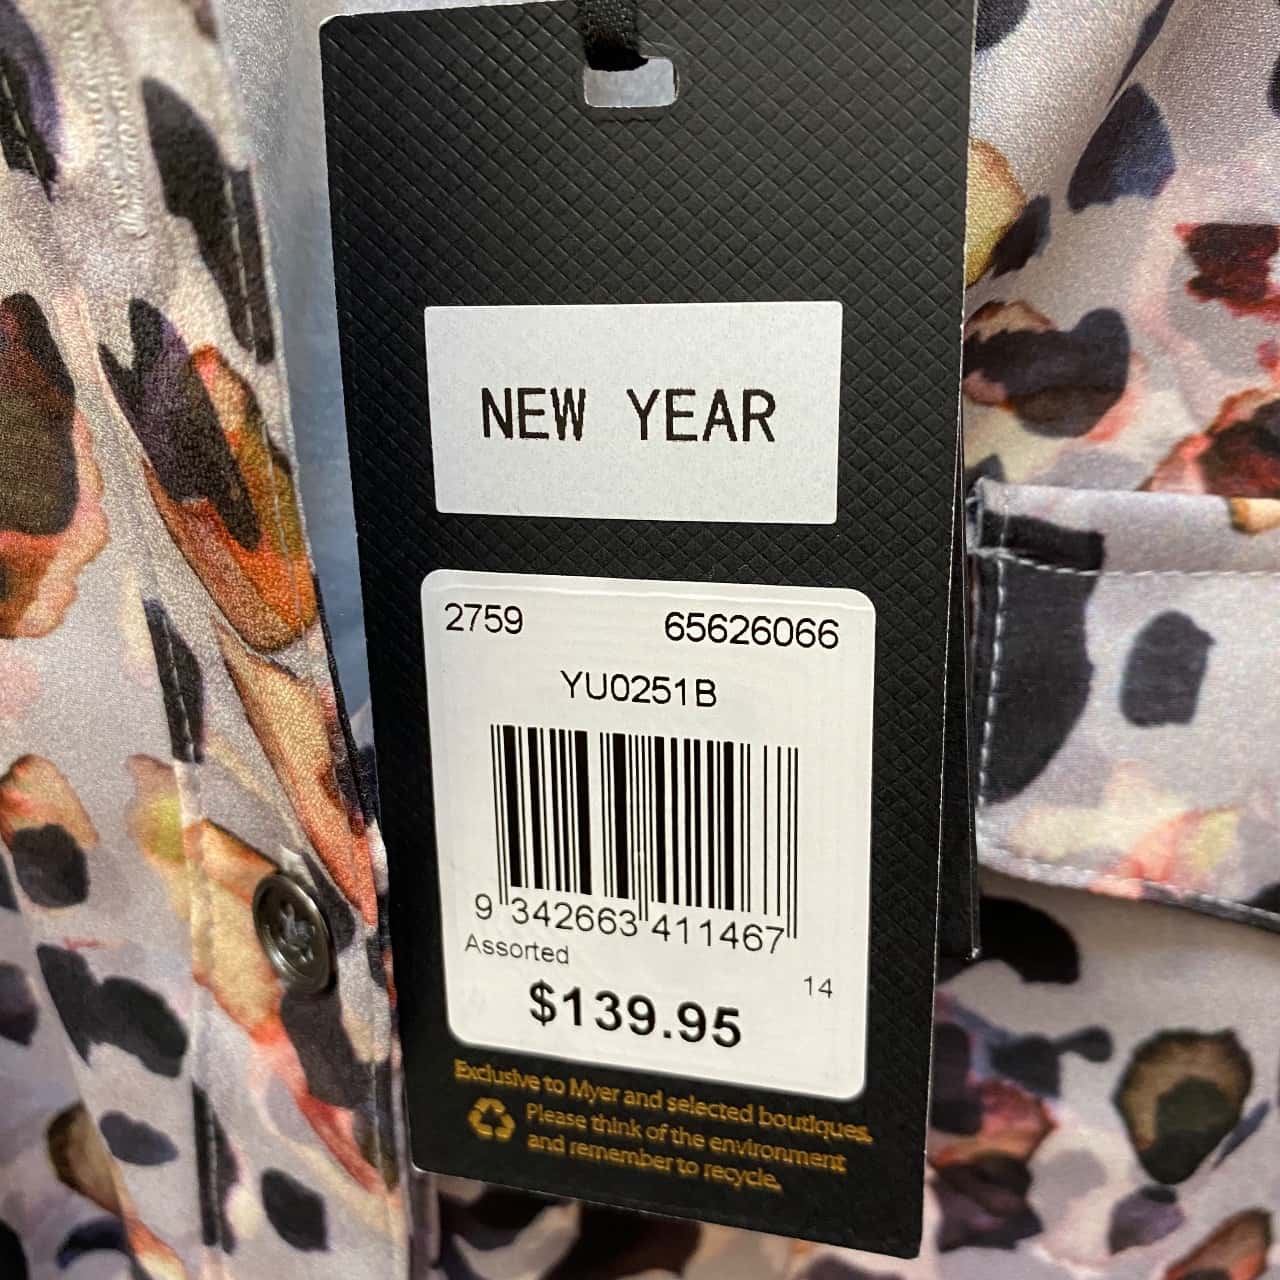 NEW YEAR
2759 65626066
YU0251B
9 342663 411467
Assorted
14
$139.95
Exclusive to Myer and selected boutiques.
Please think of the environment
and remember to recycle.